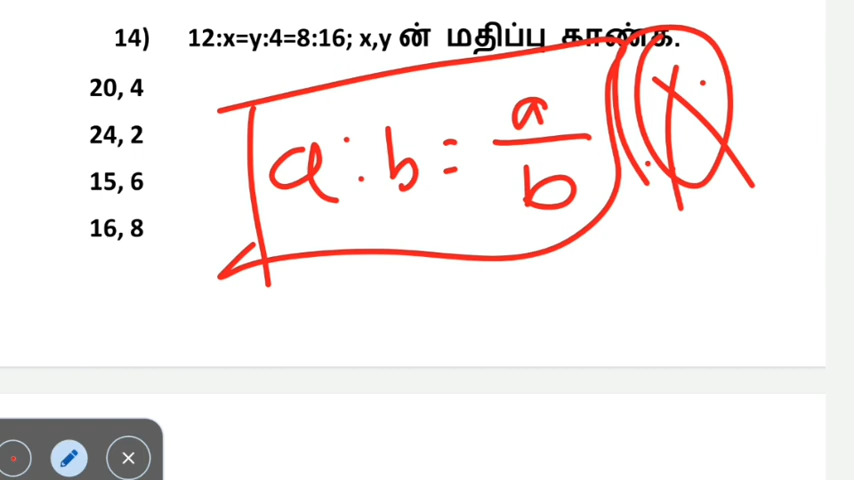 14) 12:x=y:4=8:16; x,y ன் மதிப்பு காண்க.
20, 4
24, 2
15, 6
16, 8
a:b = a/b